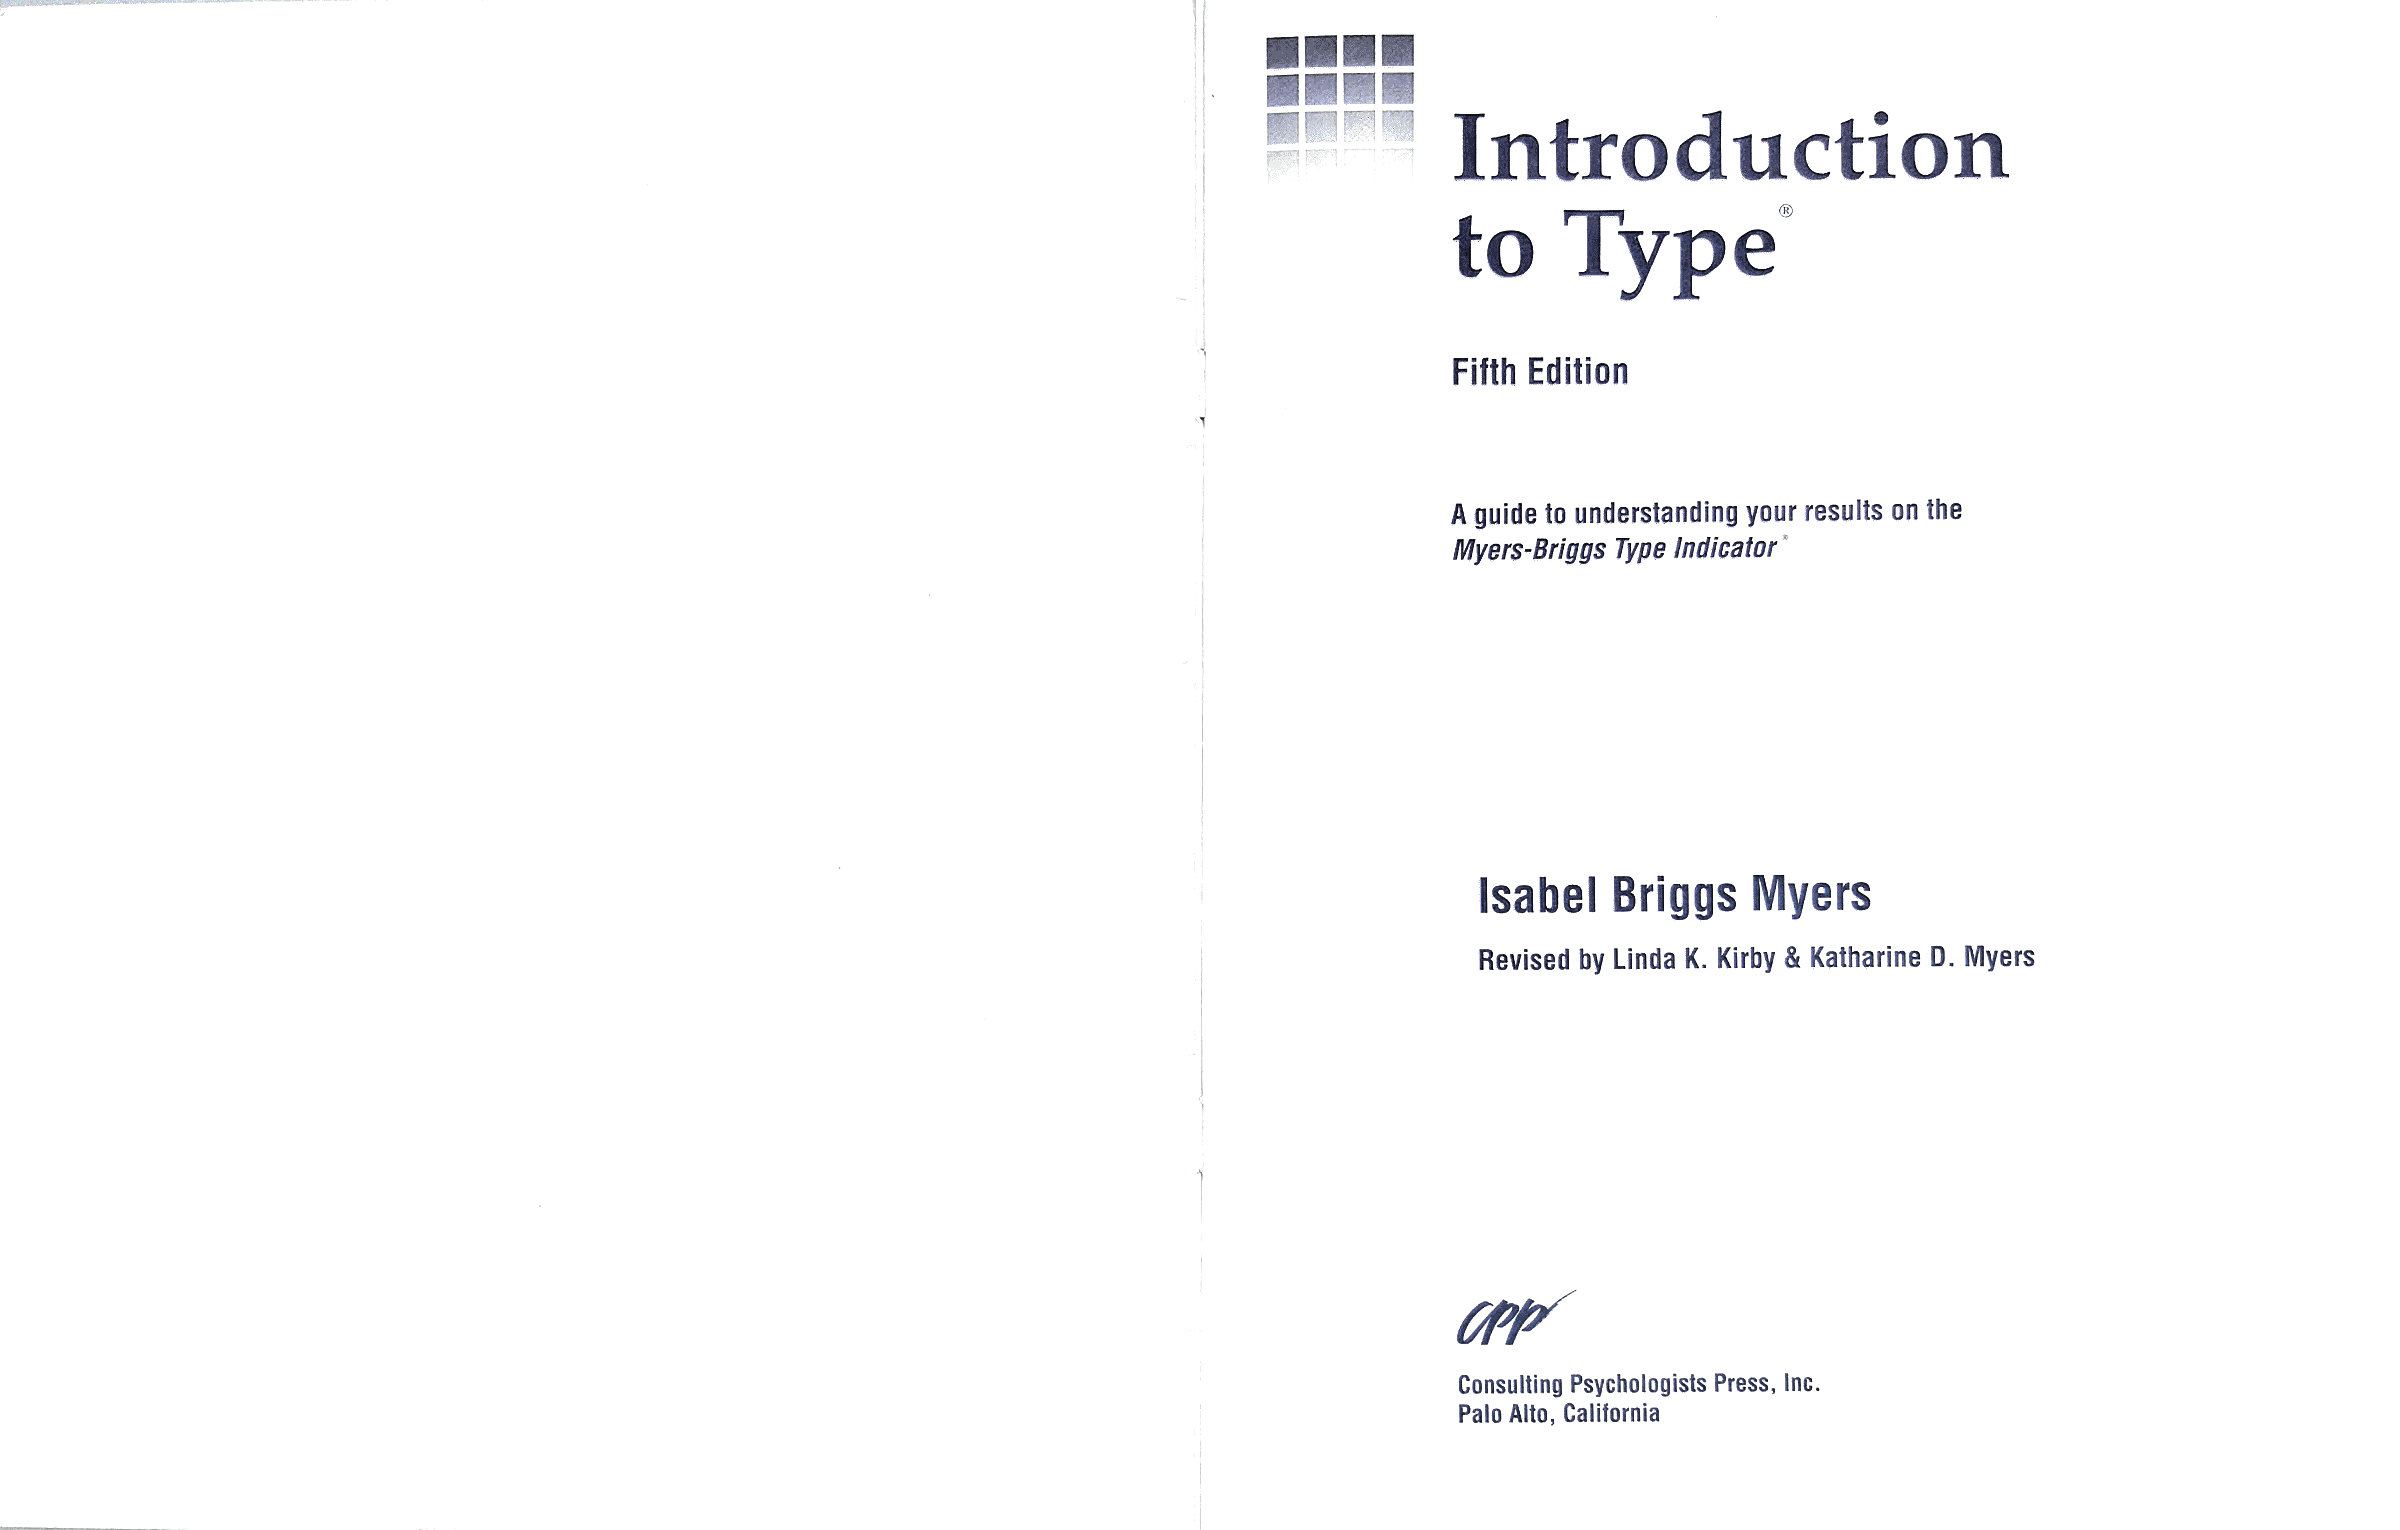 Introduction
to Type®
Fifth Edition
A guide to understanding your results on the
Myers-Briggs Type Indicator®
Isabel Briggs Myers
Revised by Linda K. Kirby & Katharine D. Myers
cpp
Consulting Psychologists Press, Inc.
Palo Alto, California